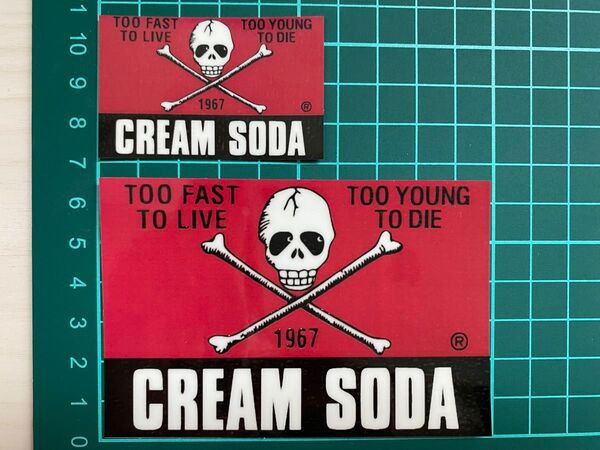 TOO FAST
TO LIVE
TOO YOUNG
TO DIE
1967
®
CREAM SODA
TOO FAST
TO LIVE
TOO YOUNG
TO DIE
1967
®
CREAM SODA
11
10
9
8
7
6
5
4
3
2
1
0